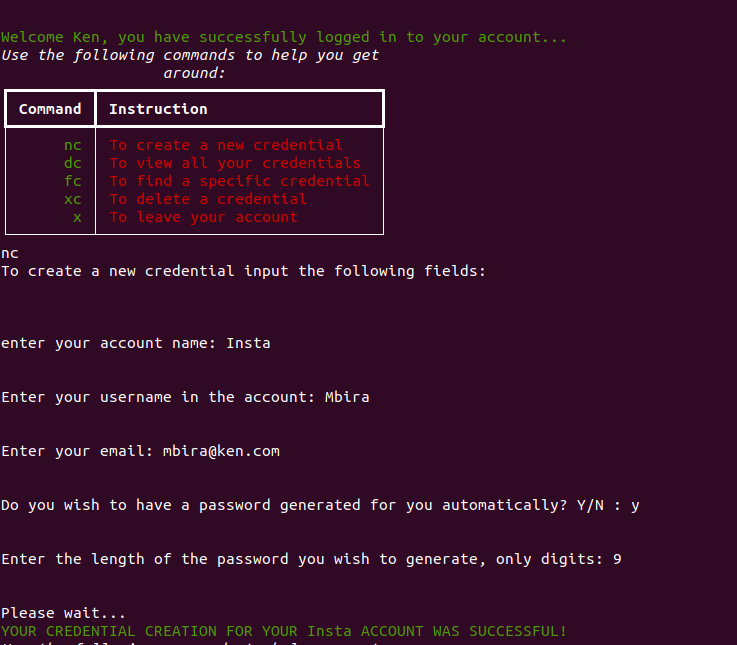 Welcome Ken, you have successfully logged in to your account...
Use the following commands to help you get
around:
Command Instruction
nc To create a new credential
dc To view all your credentials
fc To find a specific credential
xc To delete a credential
x To leave your account
nc
To create a new credential input the following fields:
enter your account name: Insta
Enter your username in the account: Mbira
Enter your email: mbira@ken.com
Do you wish to have a password generated for you automatically? Y/N : y
Enter the length of the password you wish to generate, only digits: 9
Please wait...
YOUR CREDENTIAL CREATION FOR YOUR Insta ACCOUNT WAS SUCCESSFUL!